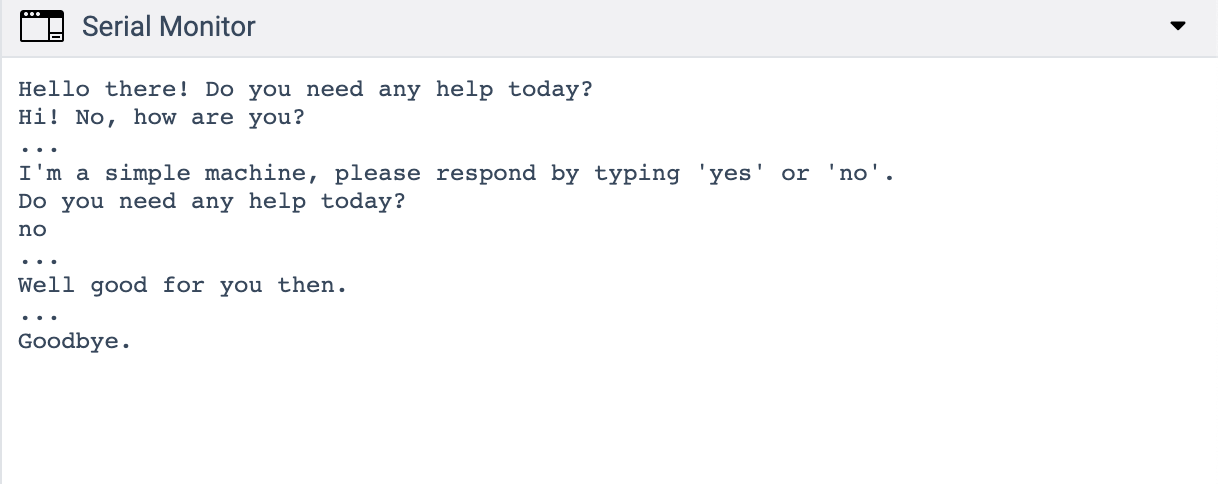 Serial Monitor
Hello there! Do you need any help today?
Hi! No, how are you?
...
I'm a simple machine, please respond by typing 'yes' or 'no'.
Do you need any help today?
no
...
Well good for you then.
...
Goodbye.